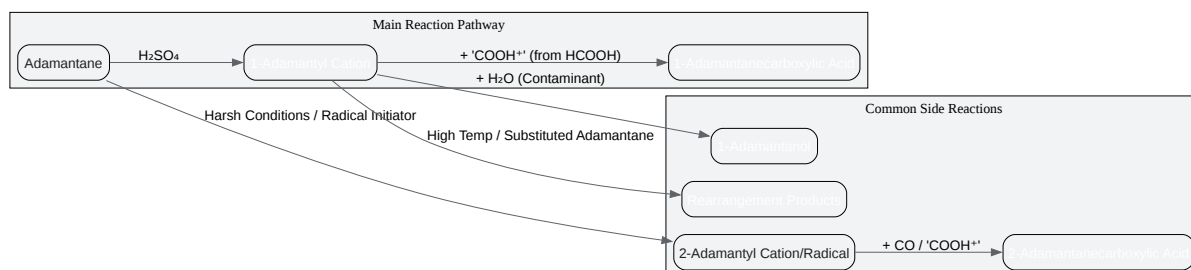 Main Reaction Pathway
Adamantane
H₂SO₄
1-Adamantyl Cation
+ 'COOH⁺' (from HCOOH)
1-Adamantanecarboxylic Acid
+ H₂O (Contaminant)
Common Side Reactions
Harsh Conditions / Radical Initiator
High Temp / Substituted Adamantane
1-Adamantanol
Rearrangement Products
2-Adamantyl Cation/Radical
+ CO / 'COOH⁺'
2-Adamantanecarboxylic Acid